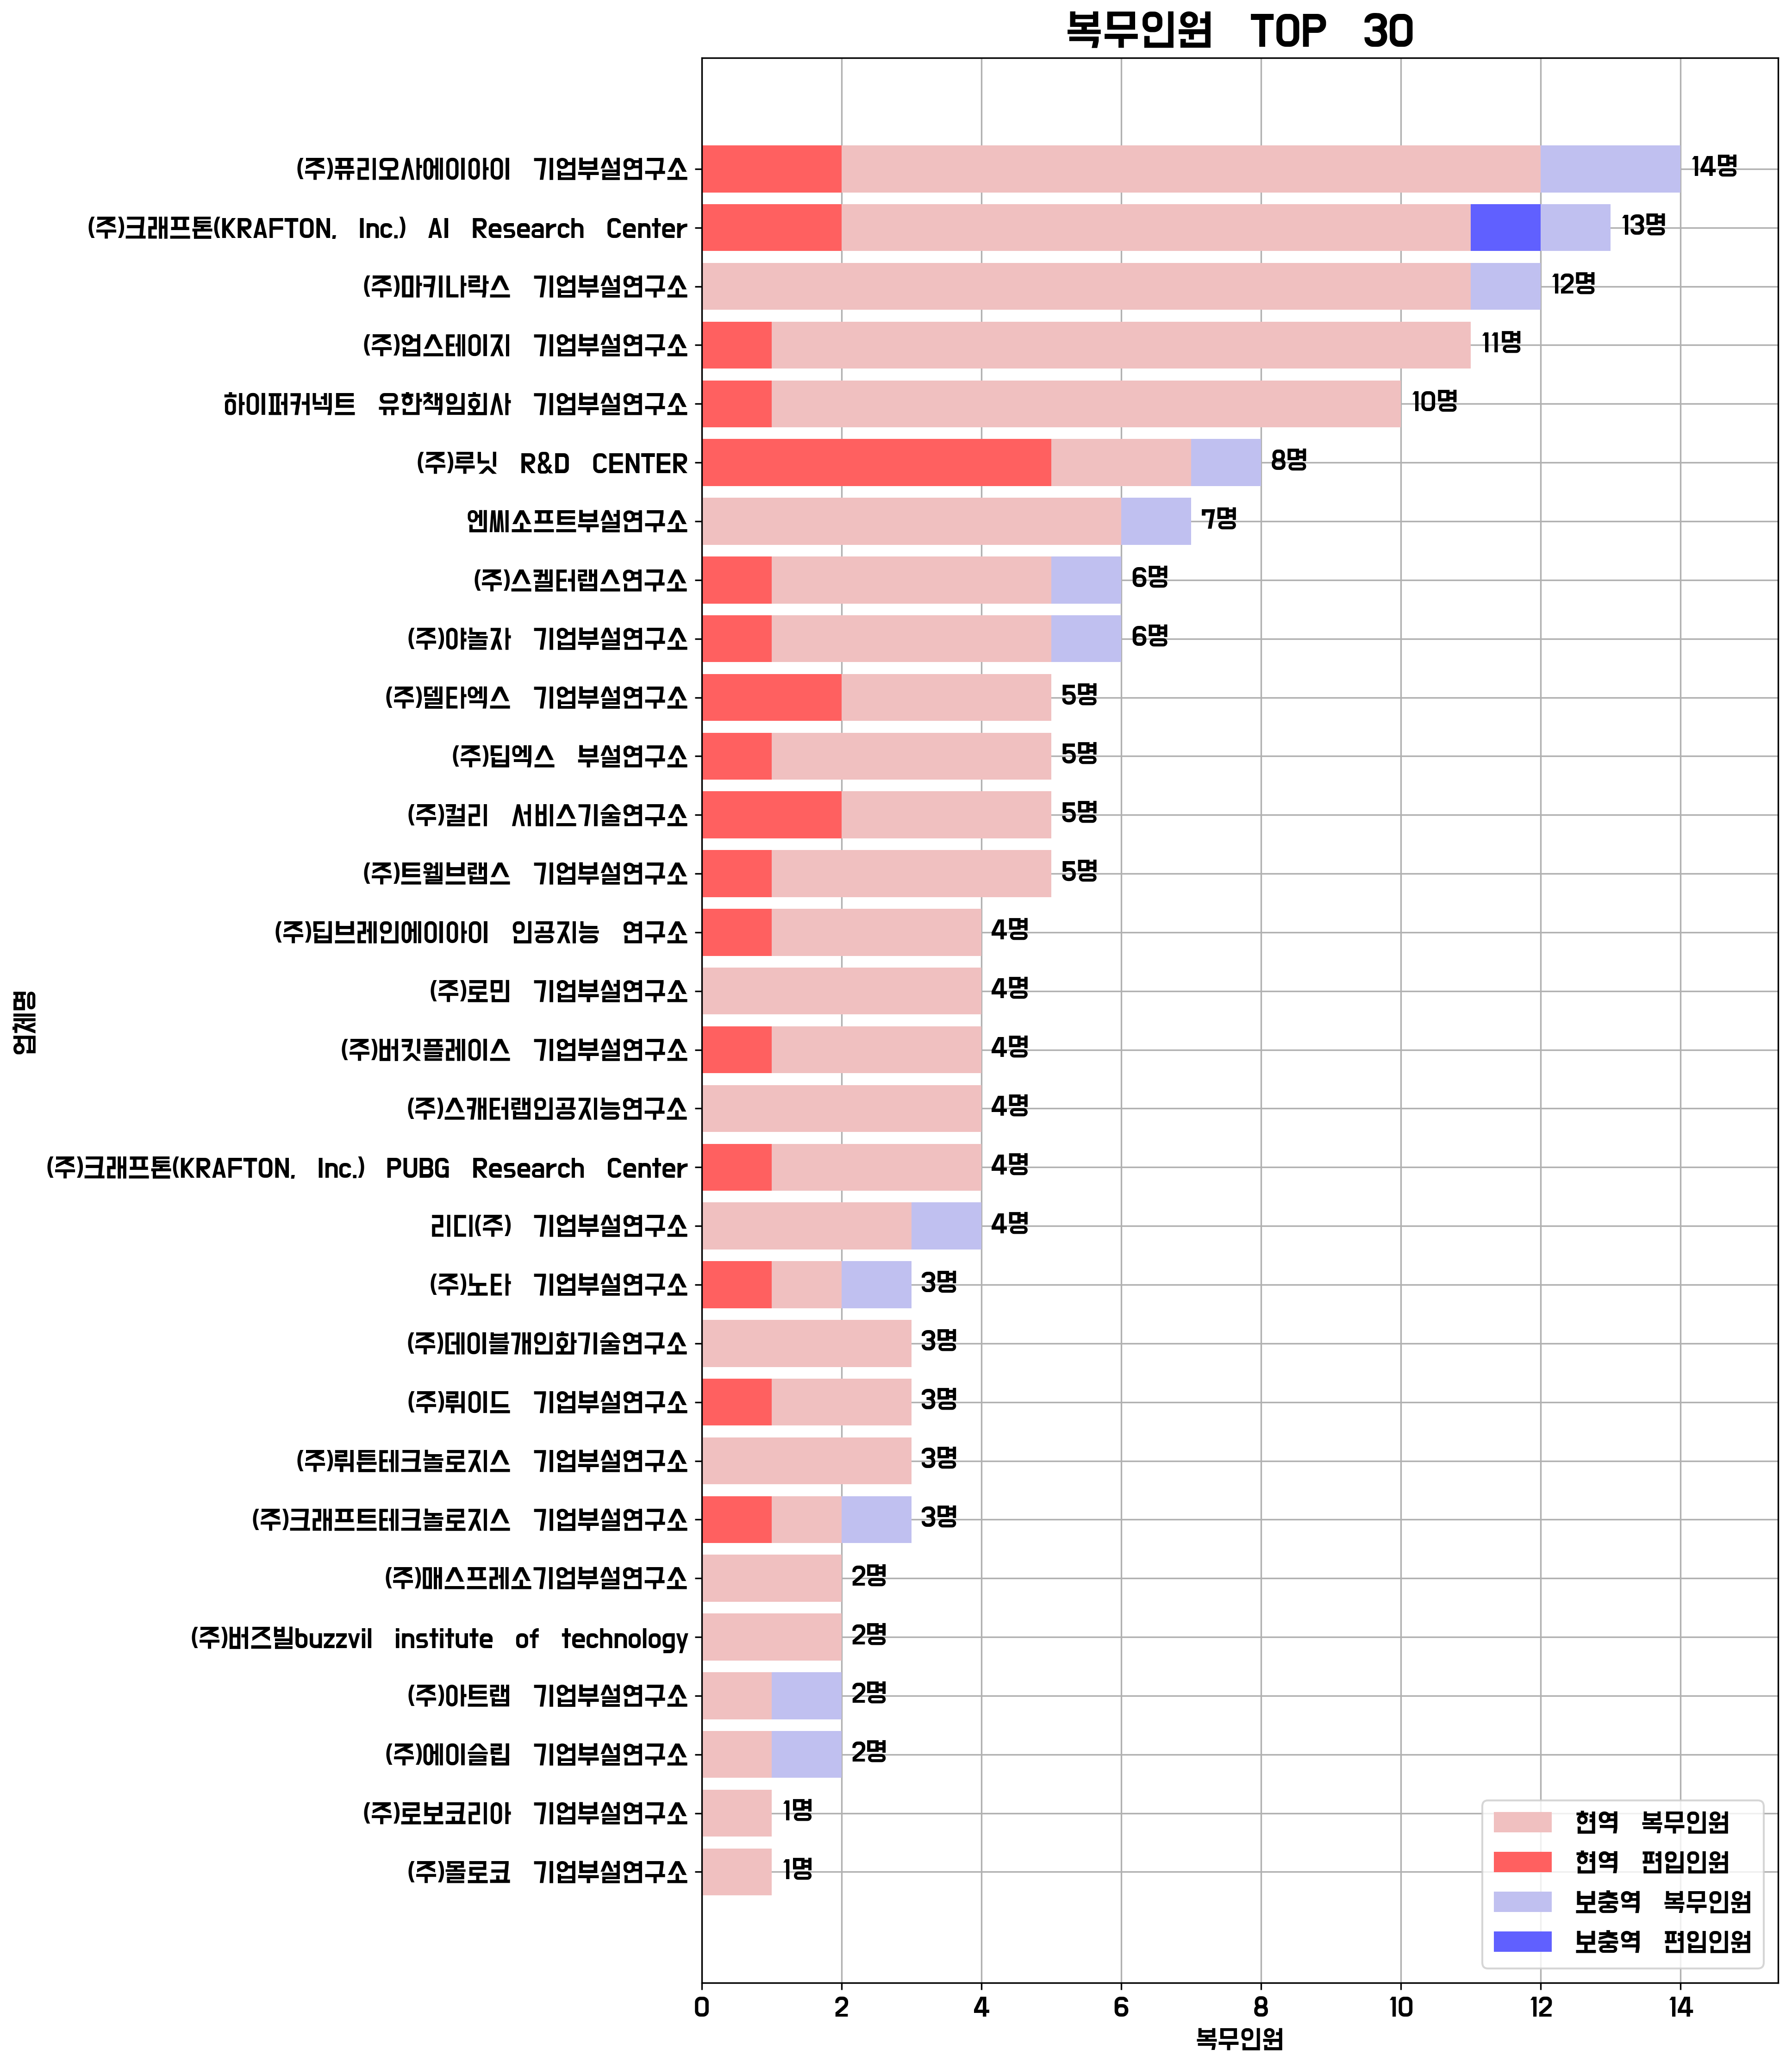 복무인원 TOP 30
(주)퓨리오사에이아이 기업부설연구소 14명
(주)크래프톤(KRAFTON, Inc.) AI Research Center 13명
(주)마키나락스 기업부설연구소 12명
(주)업스테이지 기업부설연구소 11명
하이퍼커넥트 유한책임회사 기업부설연구소 10명
(주)루닛 R&D CENTER 8명
엔씨소프트부설연구소 7명
(주)스켈터랩스연구소 6명
(주)야놀자 기업부설연구소 6명
(주)델타엑스 기업부설연구소 5명
(주)딥엑스 부설연구소 5명
(주)컬리 서비스기술연구소 5명
(주)트웰브랩스 기업부설연구소 5명
(주)딥브레인에이아이 인공지능 연구소 4명
(주)로민 기업부설연구소 4명
(주)버킷플레이스 기업부설연구소 4명
(주)스캐터랩인공지능연구소 4명
(주)크래프톤(KRAFTON, Inc.) PUBG Research Center 4명
리디(주) 기업부설연구소 4명
(주)노타 기업부설연구소 3명
(주)데이블개인화기술연구소 3명
(주)뤼이드 기업부설연구소 3명
(주)뤼튼테크놀로지스 기업부설연구소 3명
(주)크래프트테크놀로지스 기업부설연구소 3명
(주)매스프레소기업부설연구소 2명
(주)버즈빌buzzvil institute of technology 2명
(주)아트랩 기업부설연구소 2명
(주)에이슬립 기업부설연구소 2명
(주)로보코리아 기업부설연구소 1명
(주)몰로코 기업부설연구소 1명
업체명
현역 복무인원
현역 편입인원
보충역 복무인원
보충역 편입인원
0 2 4 6 8 10 12 14
복무인원